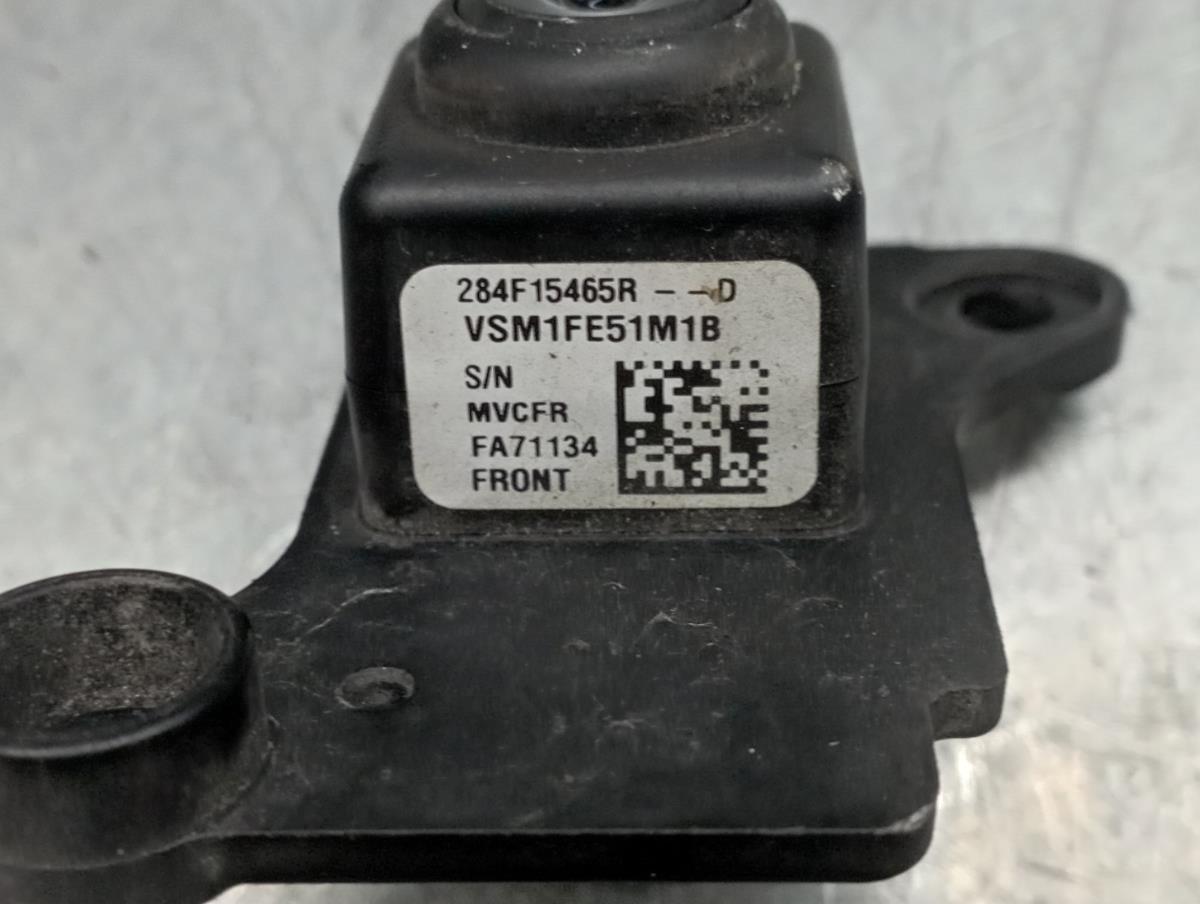 284F15465R - - D
VSM1FE51M1B
S/N
MVCFR
FA71134
FRONT